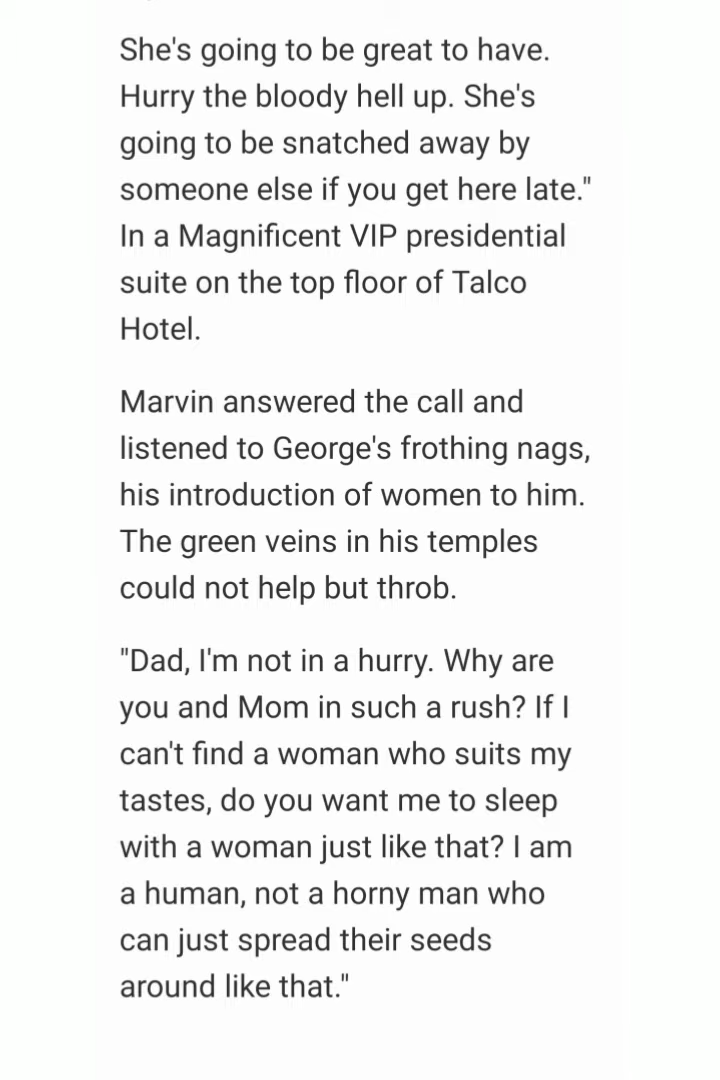 She's going to be great to have.
Hurry the bloody hell up. She's
going to be snatched away by
someone else if you get here late."
In a Magnificent VIP presidential
suite on the top floor of Talco
Hotel.
Marvin answered the call and
listened to George's frothing nags,
his introduction of women to him.
The green veins in his temples
could not help but throb.
"Dad, I'm not in a hurry. Why are
you and Mom in such a rush? If I
can't find a woman who suits my
tastes, do you want me to sleep
with a woman just like that? I am
a human, not a horny man who
can just spread their seeds
around like that."